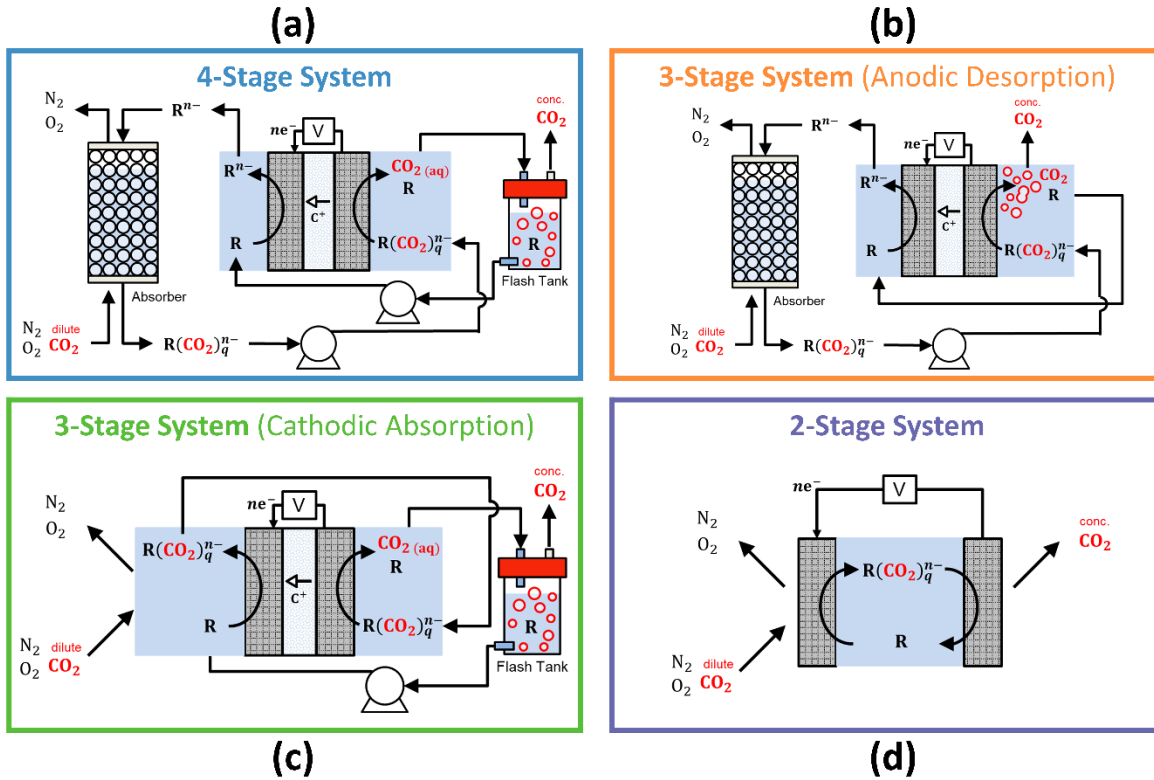 (a)
4-Stage System
N₂
O₂
Rⁿ⁻
ne⁻
V
conc.
CO₂
Rⁿ⁻
CO₂ (aq)
R
C⁺
R
R(CO₂)qⁿ⁻
R
Flash Tank
Absorber
N₂
O₂
dilute
CO₂
R(CO₂)qⁿ⁻
(b)
3-Stage System (Anodic Desorption)
N₂
O₂
Rⁿ⁻
ne⁻
V
conc.
CO₂
Rⁿ⁻
CO₂
R
C⁺
R
R(CO₂)qⁿ⁻
Absorber
N₂
O₂
dilute
CO₂
R(CO₂)qⁿ⁻
3-Stage System (Cathodic Absorption)
N₂
O₂
ne⁻
V
conc.
CO₂
R(CO₂)qⁿ⁻
CO₂ (aq)
R
C⁺
R
R(CO₂)qⁿ⁻
R
Flash Tank
N₂
O₂
dilute
CO₂
(c)
2-Stage System
ne⁻
V
N₂
O₂
conc.
CO₂
R(CO₂)qⁿ⁻
R
N₂
O₂
dilute
CO₂
(d)